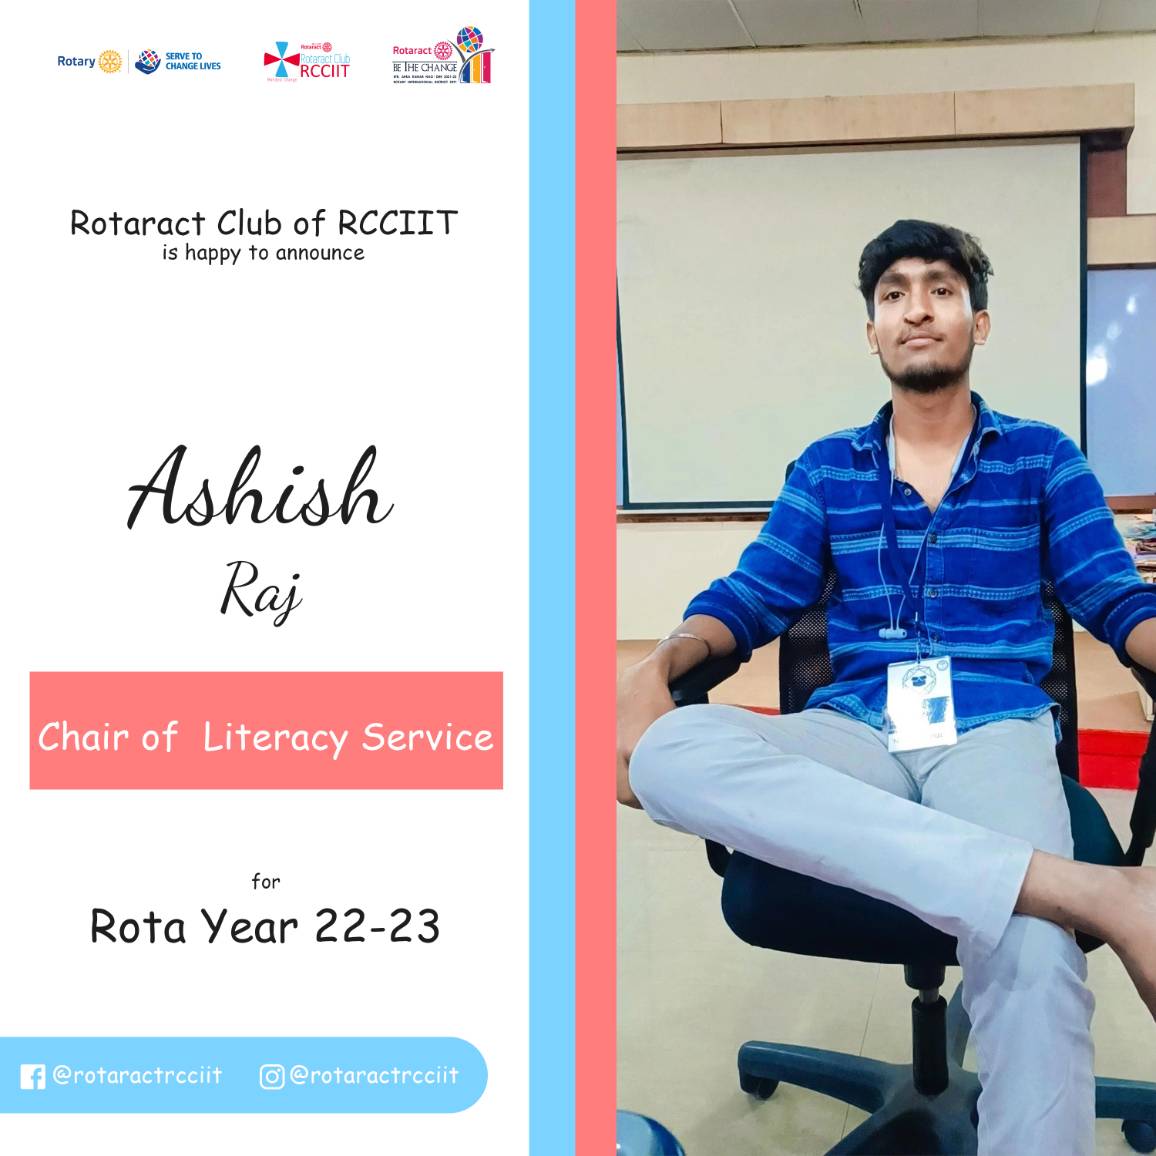 Rotary
SERVE TO
CHANGE LIVES
Rotaract
Rotaract Club
RCCIIT
Rotaract
BE THE CHANGE
Rotaract Club of RCCIIT
is happy to announce
Ashish
Raj
Chair of Literacy Service
for
Rota Year 22-23
@rotaractrcciit
@rotaractrcciit